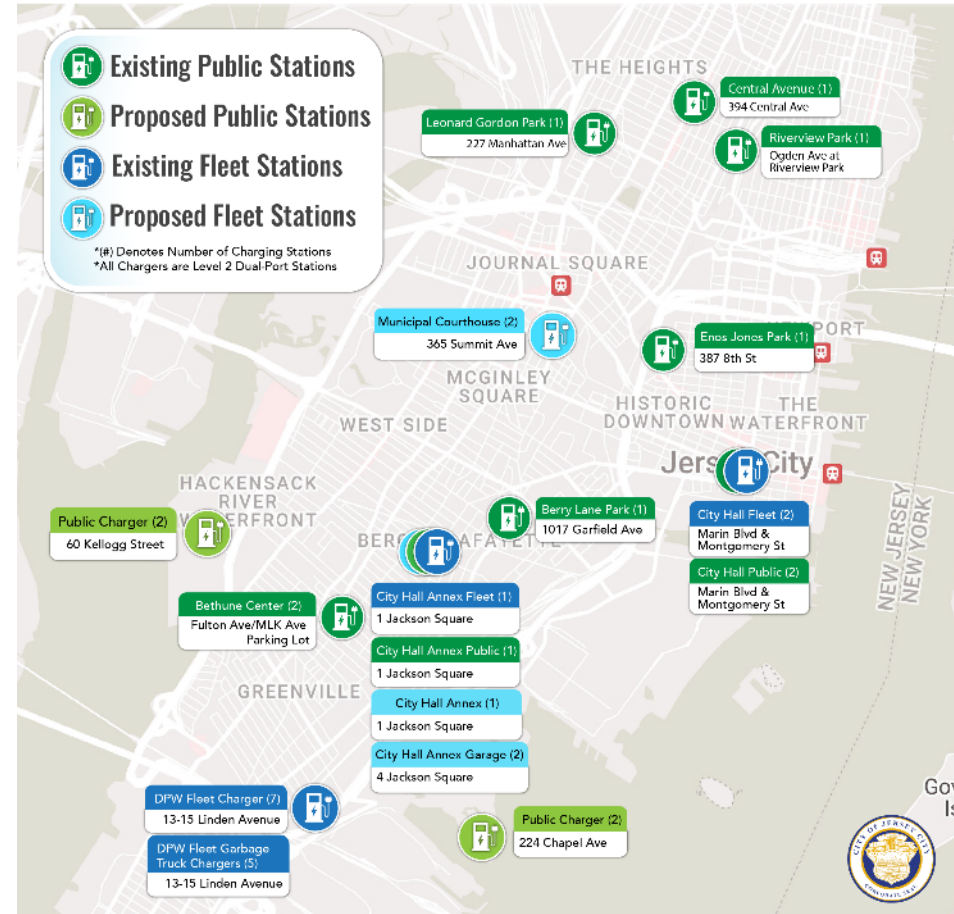 Existing Public Stations
Proposed Public Stations
Existing Fleet Stations
Proposed Fleet Stations
*(#) Denotes Number of Charging Stations
*All Chargers are Level 2 Dual-Port Stations
THE HEIGHTS
Central Avenue (1)
394 Central Ave
Leonard Gordon Park (1)
227 Manhattan Ave
Riverview Park (1)
Ogden Ave at
Riverview Park
JOURNAL SQUARE
Municipal Courthouse (2)
365 Summit Ave
Enos Jones Park (1)
387 8th St
MCGINLEY
SQUARE
HISTORIC
DOWNTOWN
THE
WATERFRONT
WEST SIDE
Jersey City
HACKENSACK
RIVER
Public Charger (2)
60 Kellogg Street
Berry Lane Park (1)
1017 Garfield Ave
City Hall Fleet (2)
Marin Blvd &
Montgomery St
City Hall Public (2)
Marin Blvd &
Montgomery St
NEW JERSEY
NEW YORK
Bethune Center (2)
Fulton Ave/MLK Ave
Parking Lot
City Hall Annex Fleet (1)
1 Jackson Square
City Hall Annex Public (1)
1 Jackson Square
City Hall Annex (1)
1 Jackson Square
City Hall Annex Garage (2)
4 Jackson Square
GREENVILLE
DPW Fleet Charger (7)
13-15 Linden Avenue
DPW Fleet Garbage
Truck Chargers (5)
13-15 Linden Avenue
Public Charger (2)
224 Chapel Ave
CITY OF JERSEY CITY
CORPORATE SEAL